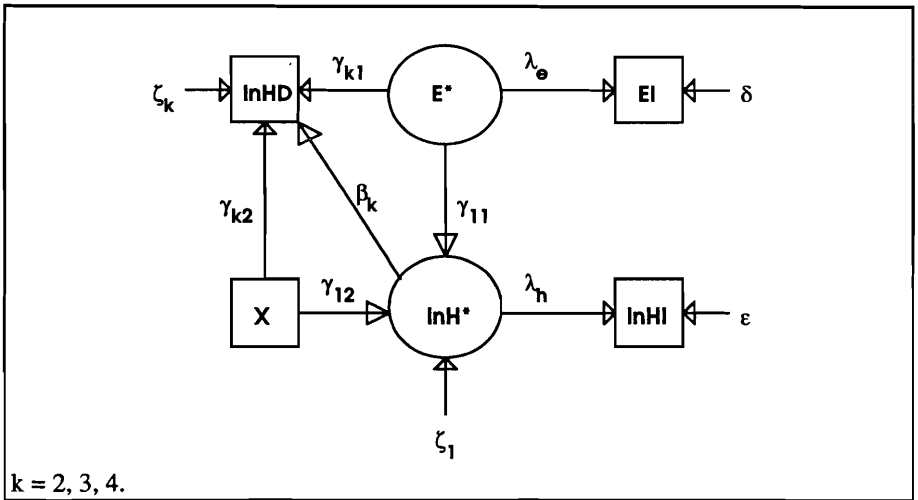 γk1
λe
ζk
lnHD
E*
EI
δ
γk2
βk
γ11
X
γ12
lnH*
λh
lnHI
ε
ζ1
k = 2, 3, 4.